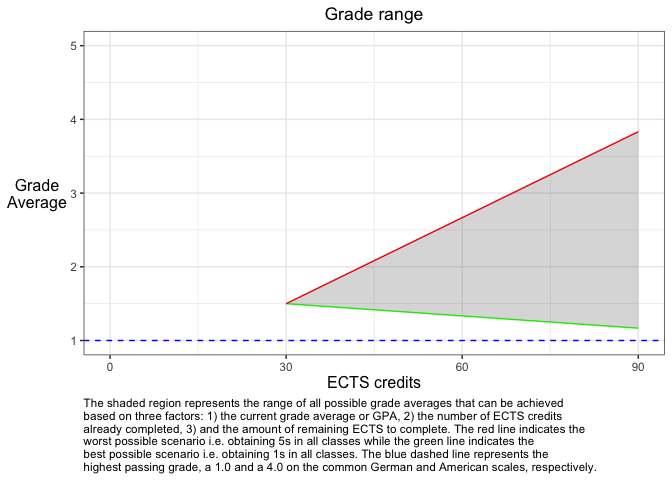 Grade range
5
4
3
2
1
Grade
Average
0 30 60 90
ECTS credits
The shaded region represents the range of all possible grade averages that can be achieved
based on three factors: 1) the current grade average or GPA, 2) the number of ECTS credits
already completed, 3) and the amount of remaining ECTS to complete. The red line indicates the
worst possible scenario i.e. obtaining 5s in all classes while the green line indicates the
best possible scenario i.e. obtaining 1s in all classes. The blue dashed line represents the
highest passing grade, a 1.0 and a 4.0 on the common German and American scales, respectively.